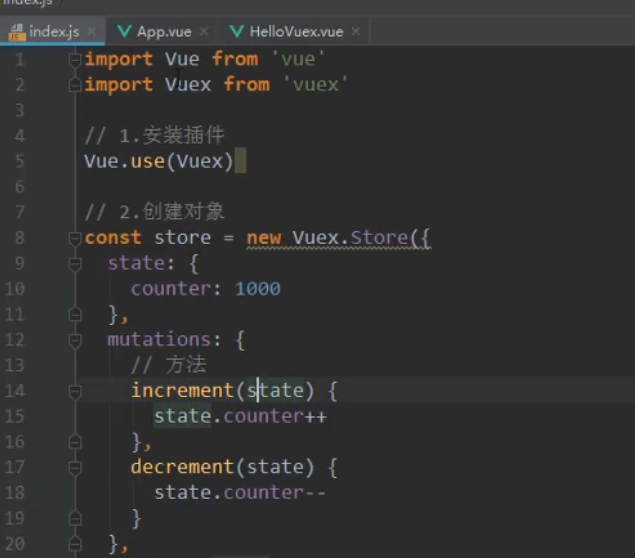 index.js
index.js App.vue HelloVuex.vue
1 import Vue from 'vue'
2 import Vuex from 'vuex'
3
4 // 1.安装插件
5 Vue.use(Vuex)
6
7 // 2.创建对象
8 const store = new Vuex.Store({
9 state: {
10 counter: 1000
11 },
12 mutations: {
13 // 方法
14 increment(state) {
15 state.counter++
16 },
17 decrement(state) {
18 state.counter--
19 }
20 },